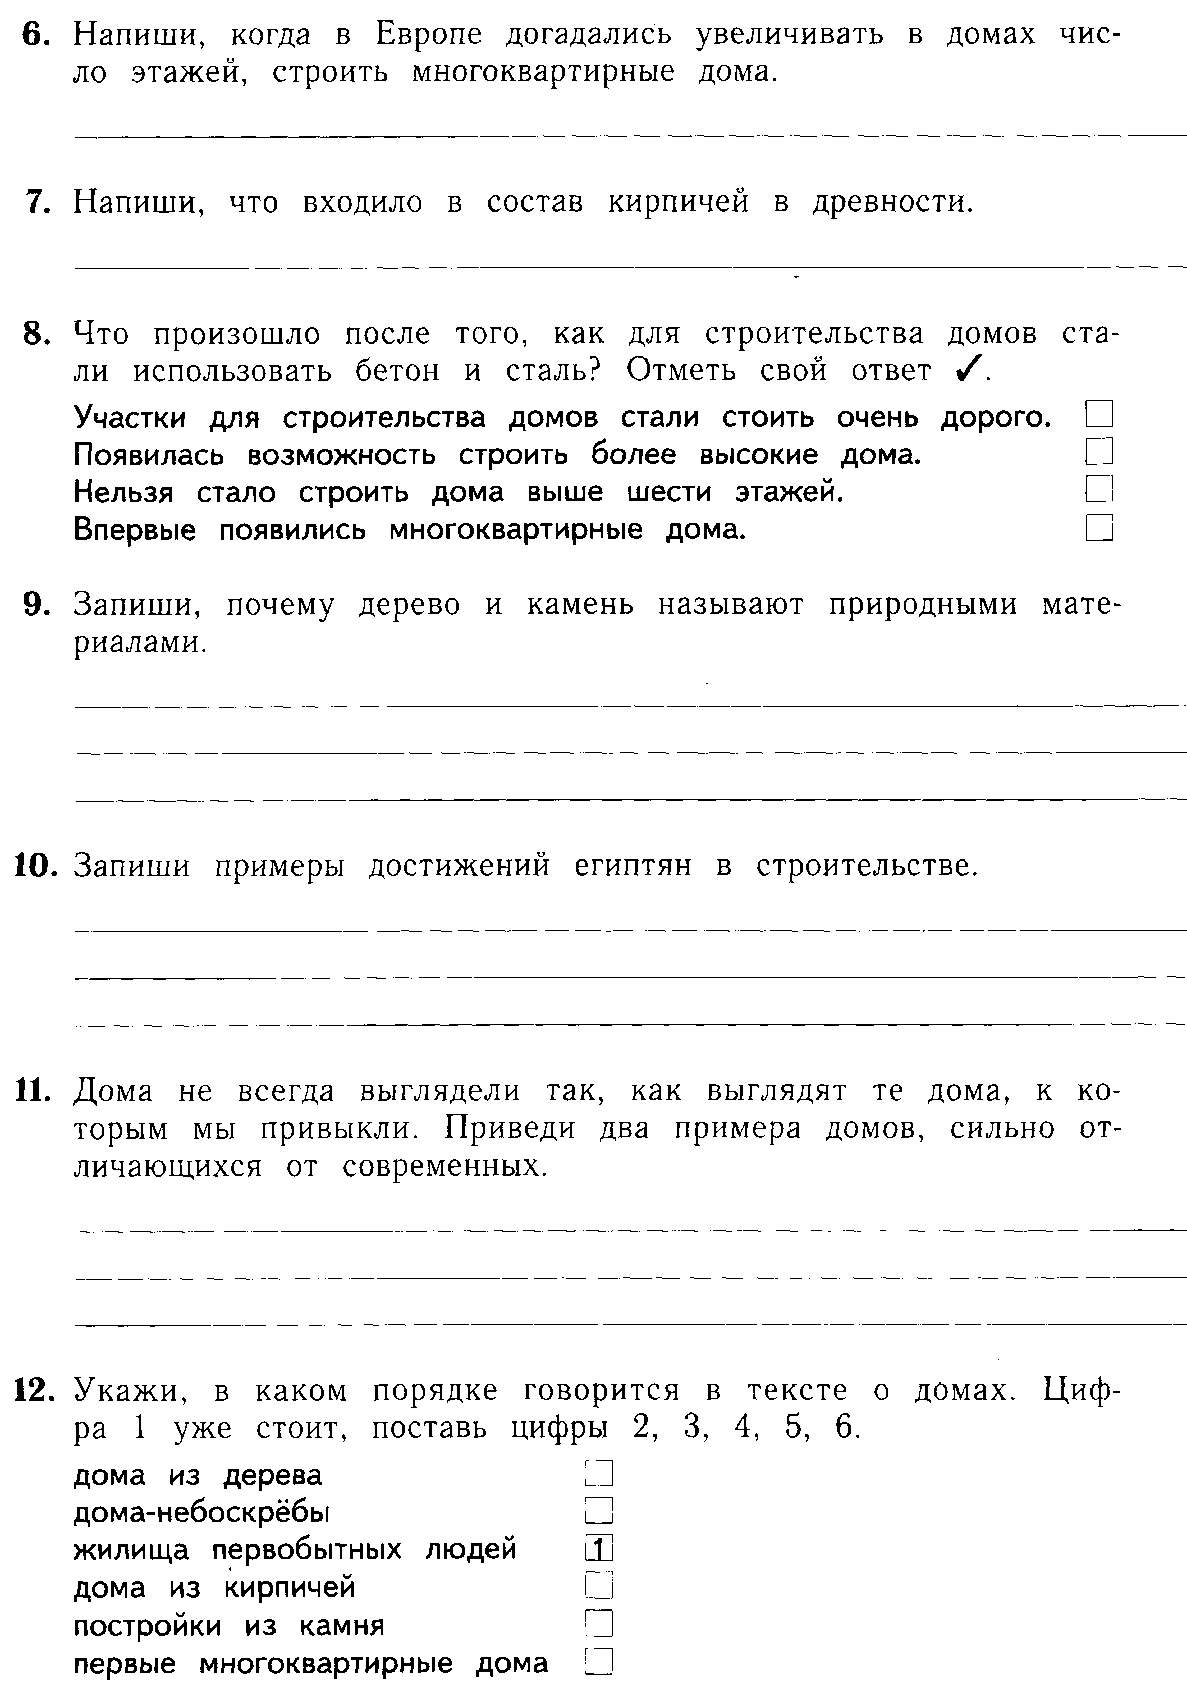 6. Напиши, когда в Европе догадались увеличивать в домах чис-
ло этажей, строить многоквартирные дома.
7. Напиши, что входило в состав кирпичей в древности.
8. Что произошло после того, как для строительства домов ста-
ли использовать бетон и сталь? Отметь свой ответ ✓.
Участки для строительства домов стали стоить очень дорого.
Появилась возможность строить более высокие дома.
Нельзя стало строить дома выше шести этажей.
Впервые появились многоквартирные дома.
9. Запиши, почему дерево и камень называют природными мате-
риалами.
10. Запиши примеры достижений египтян в строительстве.
11. Дома не всегда выглядели так, как выглядят те дома, к ко-
торым мы привыкли. Приведи два примера домов, сильно от-
личающихся от современных.
12. Укажи, в каком порядке говорится в тексте о домах. Циф-
ра 1 уже стоит, поставь цифры 2, 3, 4, 5, 6.
дома из дерева
дома-небоскрёбы
жилища первобытных людей 1
дома из кирпичей
постройки из камня
первые многоквартирные дома